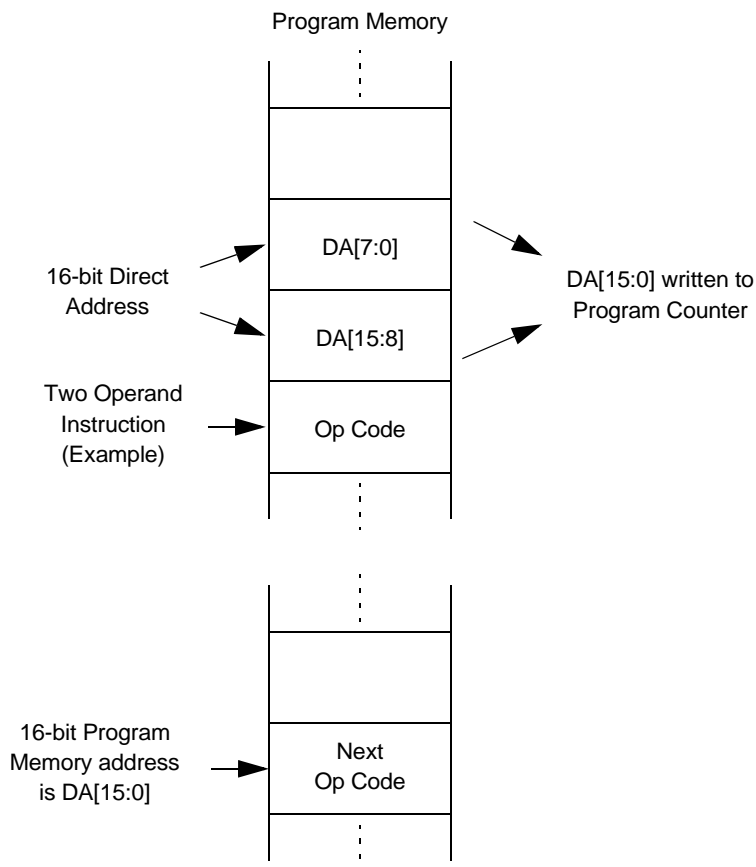 Program Memory
DA[7:0]
16-bit Direct
Address
DA[15:0] written to
Program Counter
DA[15:8]
Two Operand
Instruction
(Example)
Op Code
16-bit Program
Memory address
is DA[15:0]
Next
Op Code